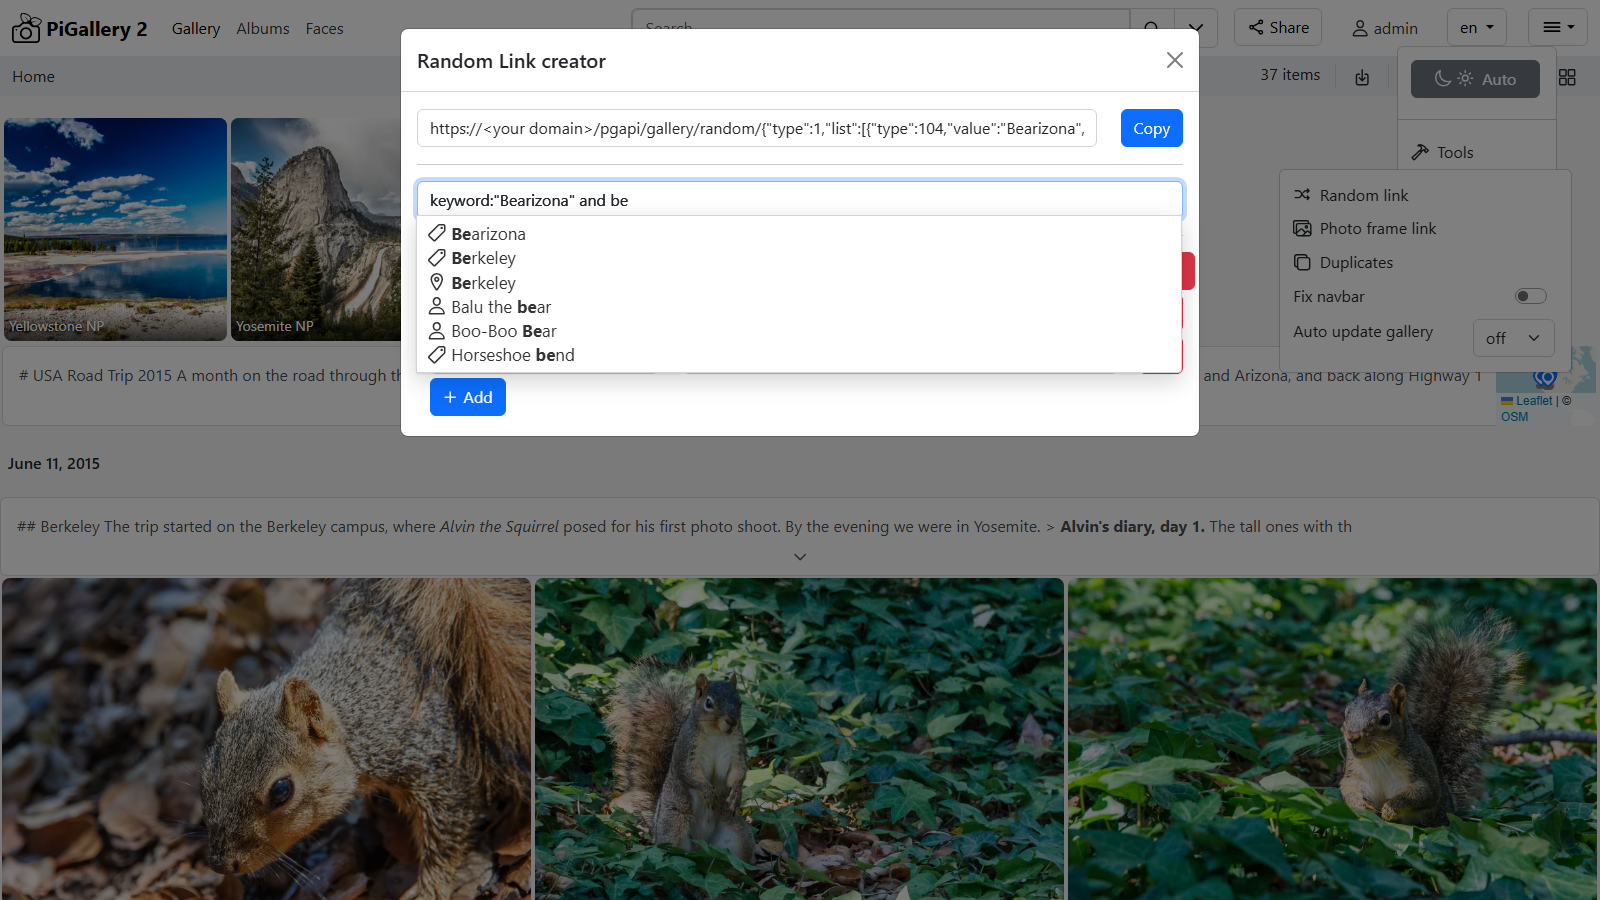 PiGallery 2
Gallery
Albums
Faces
Search
Share
admin
en
Home
37 items
Auto
Tools
Random link
Photo frame link
Duplicates
Fix navbar
Auto update gallery
off
Random Link creator
https://<your domain>/pgapi/gallery/random/{"type":1,"list":[{"type":104,"value":"Bearizona",
Copy
keyword:"Bearizona" and be
Bearizona
Berkeley
Berkeley
Balu the bear
Boo-Boo Bear
Horseshoe bend
+ Add
Yellowstone NP
Yosemite NP
# USA Road Trip 2015 A month on the road through th
and Arizona, and back along Highway 1
Leaflet | ©
OSM
June 11, 2015
## Berkeley The trip started on the Berkeley campus, where Alvin the Squirrel posed for his first photo shoot. By the evening we were in Yosemite. > Alvin's diary, day 1. The tall ones with th